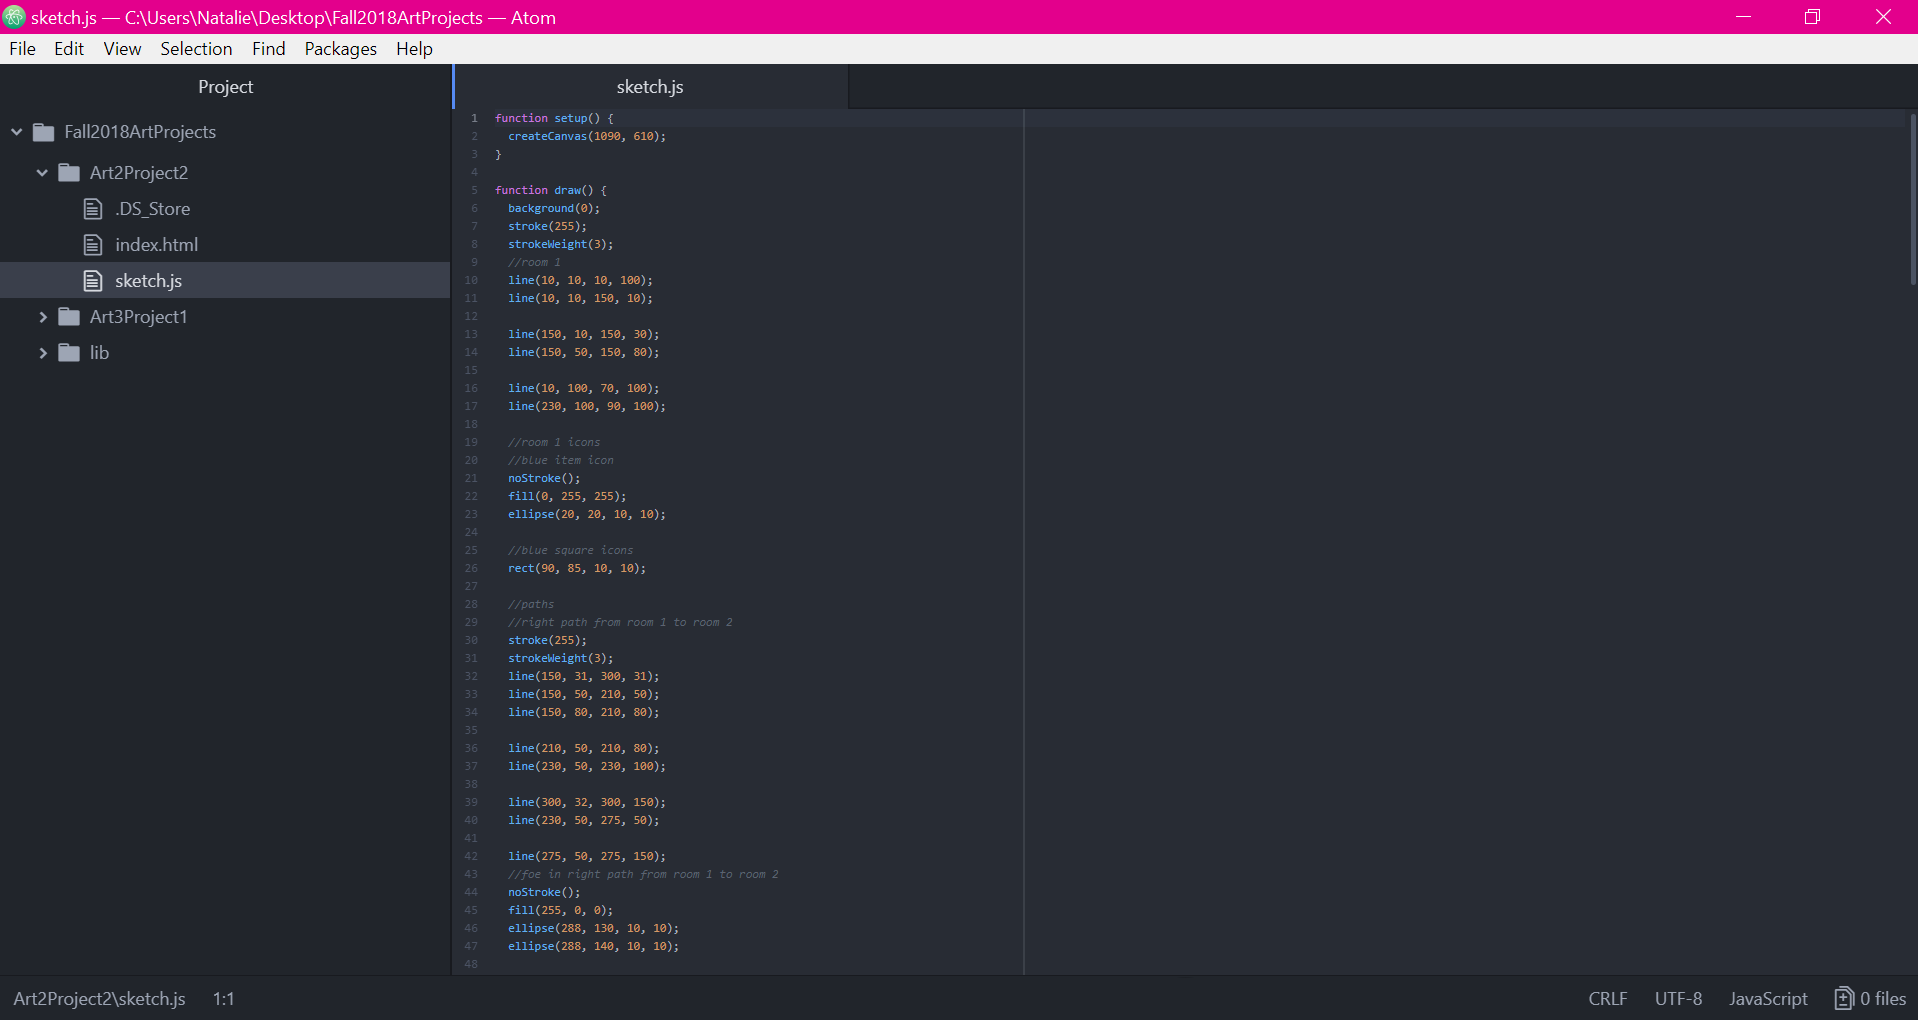 sketch.js — C:\Users\Natalie\Desktop\Fall2018ArtProjects — Atom
File Edit View Selection Find Packages Help
Project
Fall2018ArtProjects
Art2Project2
.DS_Store
index.html
sketch.js
Art3Project1
lib
sketch.js
1 function setup() {
2 createCanvas(1090, 610);
3 }
4
5 function draw() {
6 background(0);
7 stroke(255);
8 strokeWeight(3);
9 //room 1
10 line(10, 10, 10, 100);
11 line(10, 10, 150, 10);
12
13 line(150, 10, 150, 30);
14 line(150, 50, 150, 80);
15
16 line(10, 100, 70, 100);
17 line(230, 100, 90, 100);
18
19 //room 1 icons
20 //blue item icon
21 noStroke();
22 fill(0, 255, 255);
23 ellipse(20, 20, 10, 10);
24
25 //blue square icons
26 rect(90, 85, 10, 10);
27
28 //paths
29 //right path from room 1 to room 2
30 stroke(255);
31 strokeWeight(3);
32 line(150, 31, 300, 31);
33 line(150, 50, 210, 50);
34 line(150, 80, 210, 80);
35
36 line(210, 50, 210, 80);
37 line(230, 50, 230, 100);
38
39 line(300, 32, 300, 150);
40 line(230, 50, 275, 50);
41
42 line(275, 50, 275, 150);
43 //foe in right path from room 1 to room 2
44 noStroke();
45 fill(255, 0, 0);
46 ellipse(288, 130, 10, 10);
47 ellipse(288, 140, 10, 10);
48
Art2Project2\sketch.js 1:1 CRLF UTF-8 JavaScript 0 files